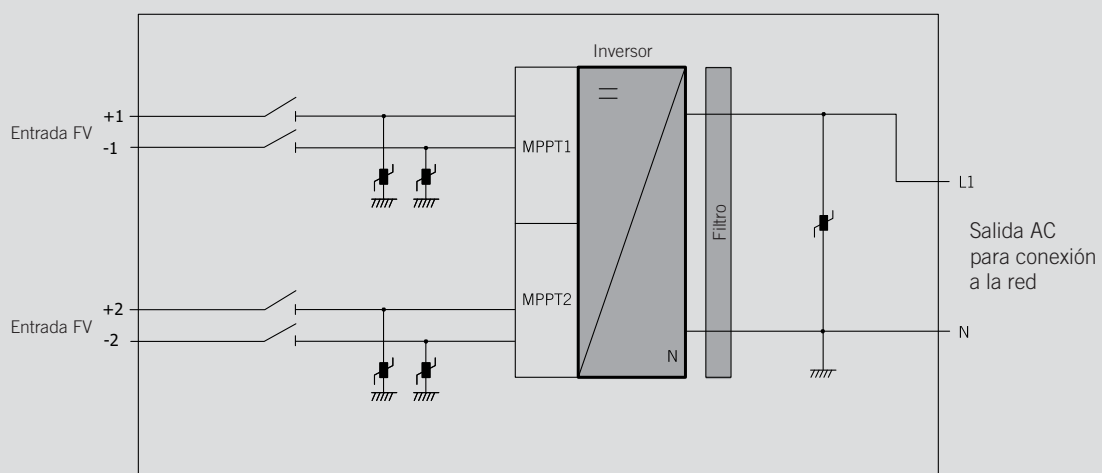 Inversor
+1
Entrada FV
-1
MPPT1
L1
Filtro
Salida AC
para conexión
a la red
+2
MPPT2
Entrada FV
-2
N
N